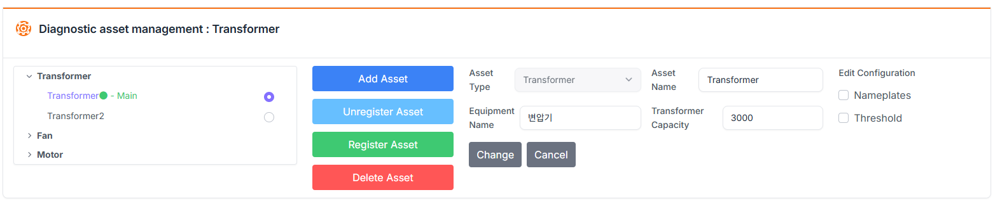 Diagnostic asset management : Transformer
Transformer
Transformer - Main
Transformer2
Fan
Motor
Add Asset
Unregister Asset
Register Asset
Delete Asset
Asset
Type
Transformer
Asset
Name
Transformer
Equipment
Name
변압기
Transformer
Capacity
3000
Change
Cancel
Edit Configuration
Nameplates
Threshold